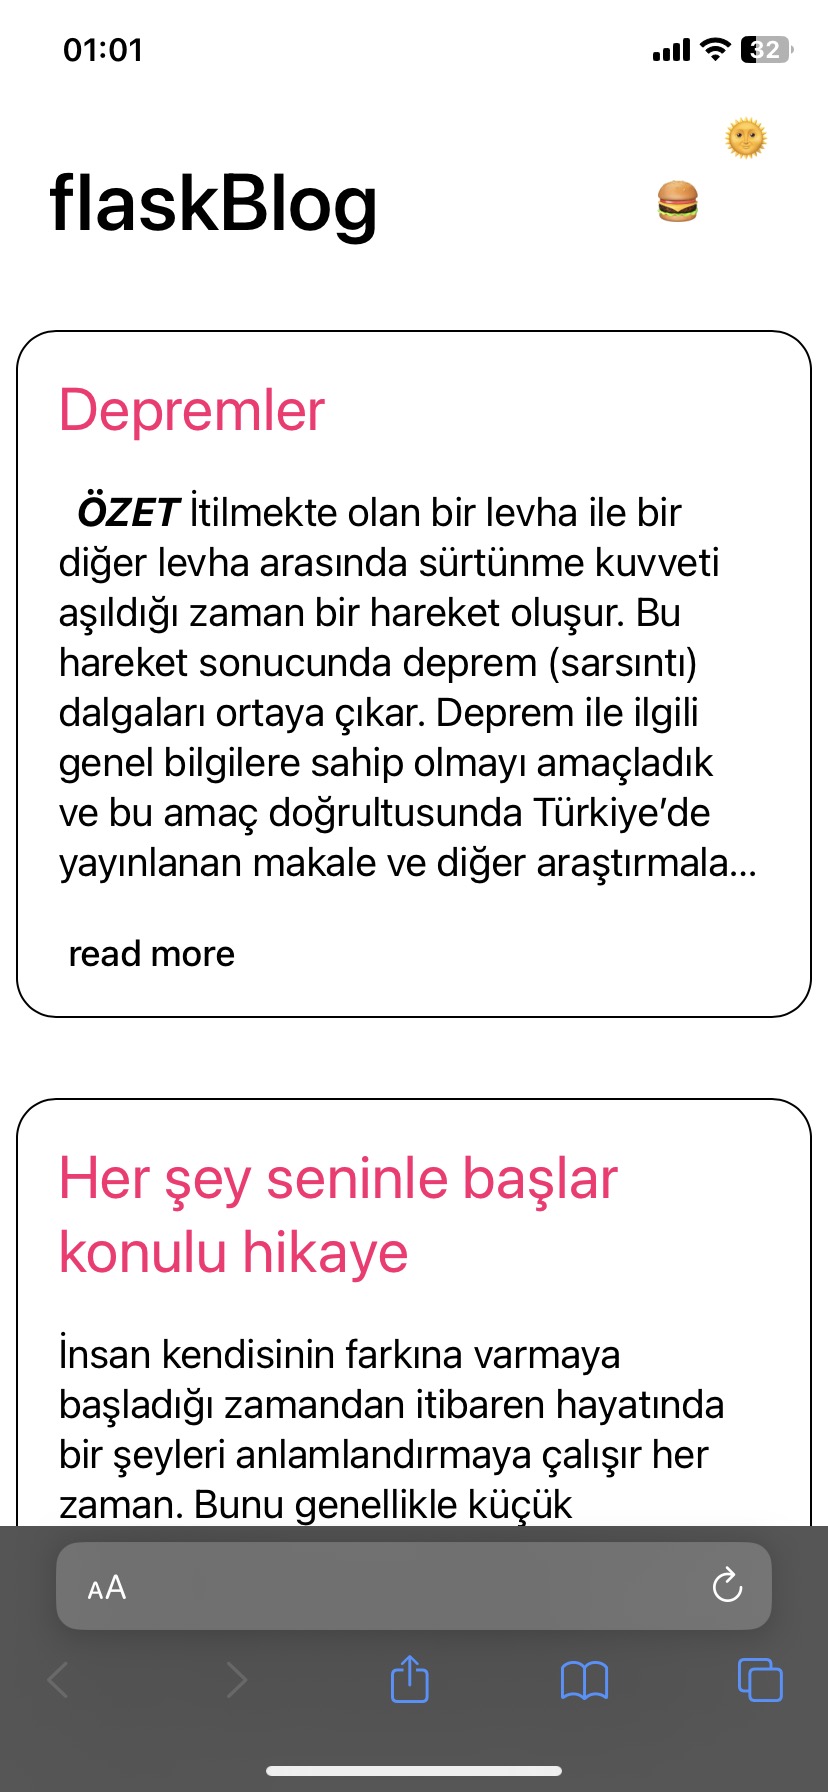 01:01
32
flaskBlog
Depremler
ÖZET İtilmekte olan bir levha ile bir
diğer levha arasında sürtünme kuvveti
aşıldığı zaman bir hareket oluşur. Bu
hareket sonucunda deprem (sarsıntı)
dalgaları ortaya çıkar. Deprem ile ilgili
genel bilgilere sahip olmayı amaçladık
ve bu amaç doğrultusunda Türkiye’de
yayınlanan makale ve diğer araştırmala...
read more
Her şey seninle başlar
konulu hikaye
İnsan kendisinin farkına varmaya
başladığı zamandan itibaren hayatında
bir şeyleri anlamlandırmaya çalışır her
zaman. Bunu genellikle küçük
AA